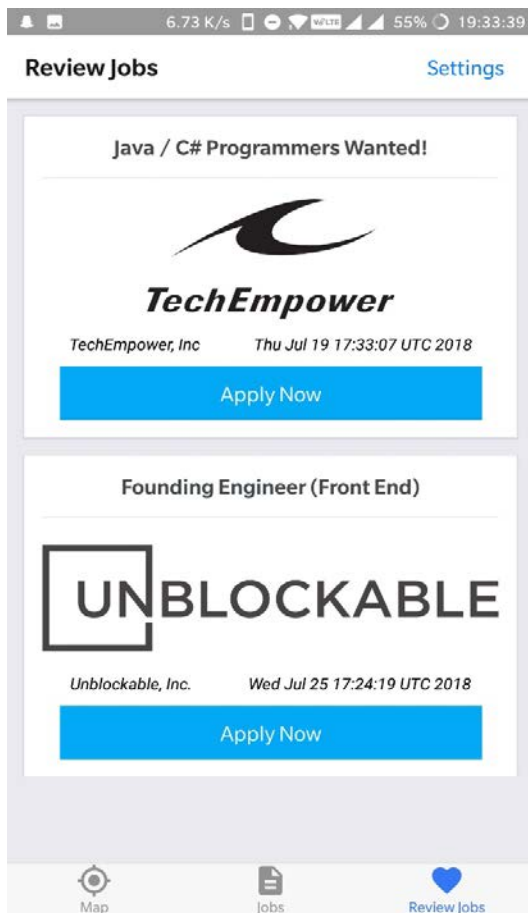 6.73 K/s VoLTE 55% 19:33:39
Review Jobs Settings
Java / C# Programmers Wanted!
TechEmpower
TechEmpower, Inc Thu Jul 19 17:33:07 UTC 2018
Apply Now
Founding Engineer (Front End)
UNBLOCKABLE
Unblockable, Inc. Wed Jul 25 17:24:19 UTC 2018
Apply Now
Map Jobs Review Jobs